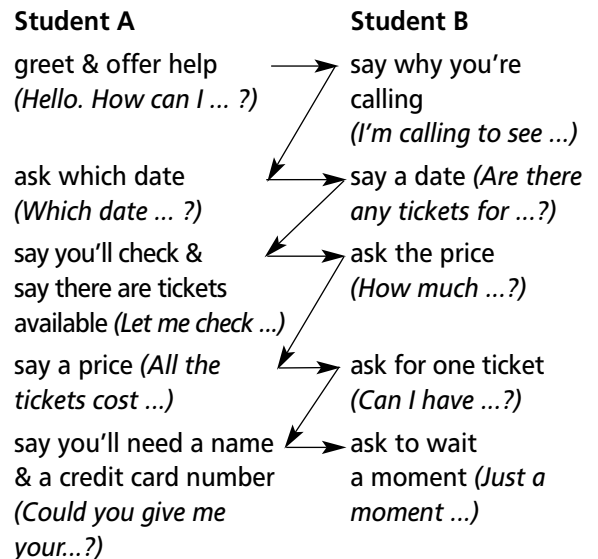 Student A
greet & offer help
(Hello. How can I ... ?)
ask which date
(Which date ... ?)
say you'll check &
say there are tickets
available (Let me check ...)
say a price (All the
tickets cost ...)
say you'll need a name
& a credit card number
(Could you give me
your...?)
Student B
say why you're
calling
(I'm calling to see ...)
say a date (Are there
any tickets for ...?)
ask the price
(How much ...?)
ask for one ticket
(Can I have ...?)
ask to wait
a moment (Just a
moment ...)